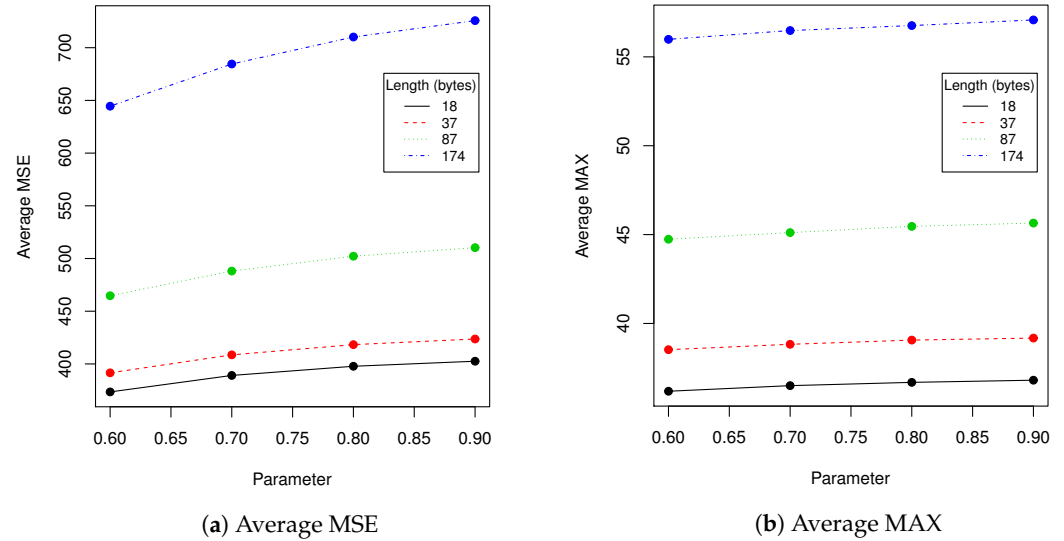 Average MSE
700
650
600
550
500
450
400
Length (bytes)
18
37
87
174
0.60 0.65 0.70 0.75 0.80 0.85 0.90
Parameter
(a) Average MSE
Average MAX
55
50
45
40
Length (bytes)
18
37
87
174
0.60 0.65 0.70 0.75 0.80 0.85 0.90
Parameter
(b) Average MAX